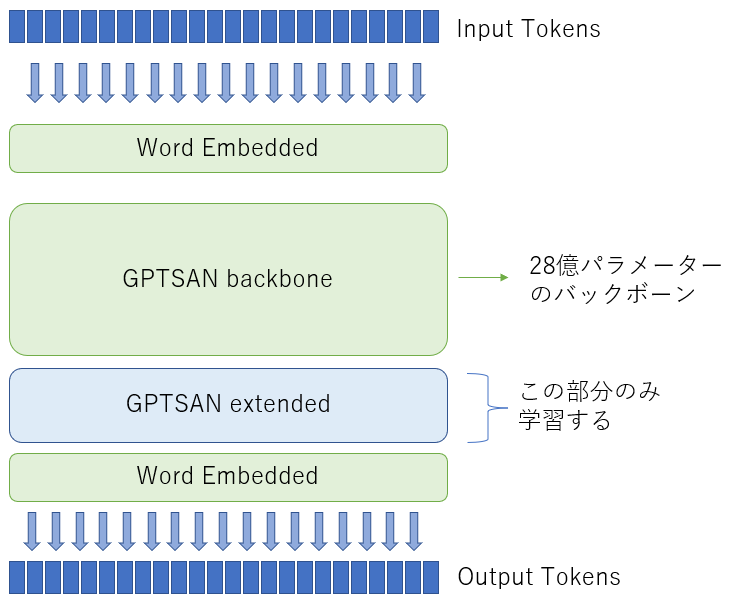 Input Tokens
Word Embedded
GPTSAN backbone
28億パラメーター
のバックボーン
GPTSAN extended
この部分のみ
学習する
Word Embedded
Output Tokens